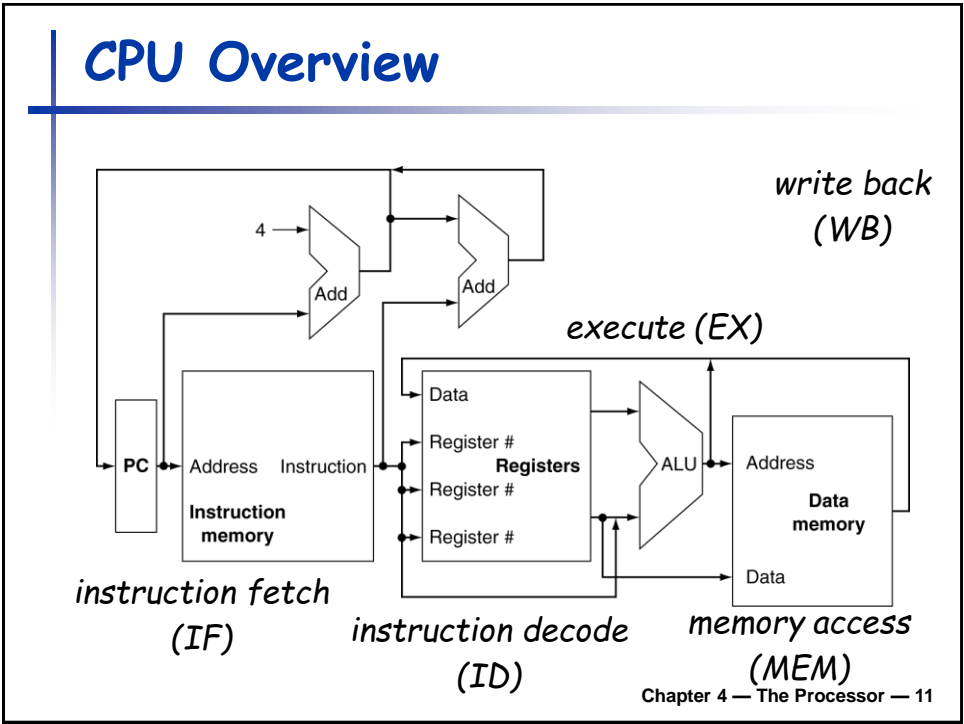 CPU Overview
write back
(WB)
4
Add
Add
execute (EX)
Data
Register #
Registers
Register #
Register #
ALU
PC
Address
Instruction
Instruction
memory
Address
Data
memory
Data
instruction fetch
(IF)
instruction decode
(ID)
memory access
(MEM)
Chapter 4 — The Processor — 11